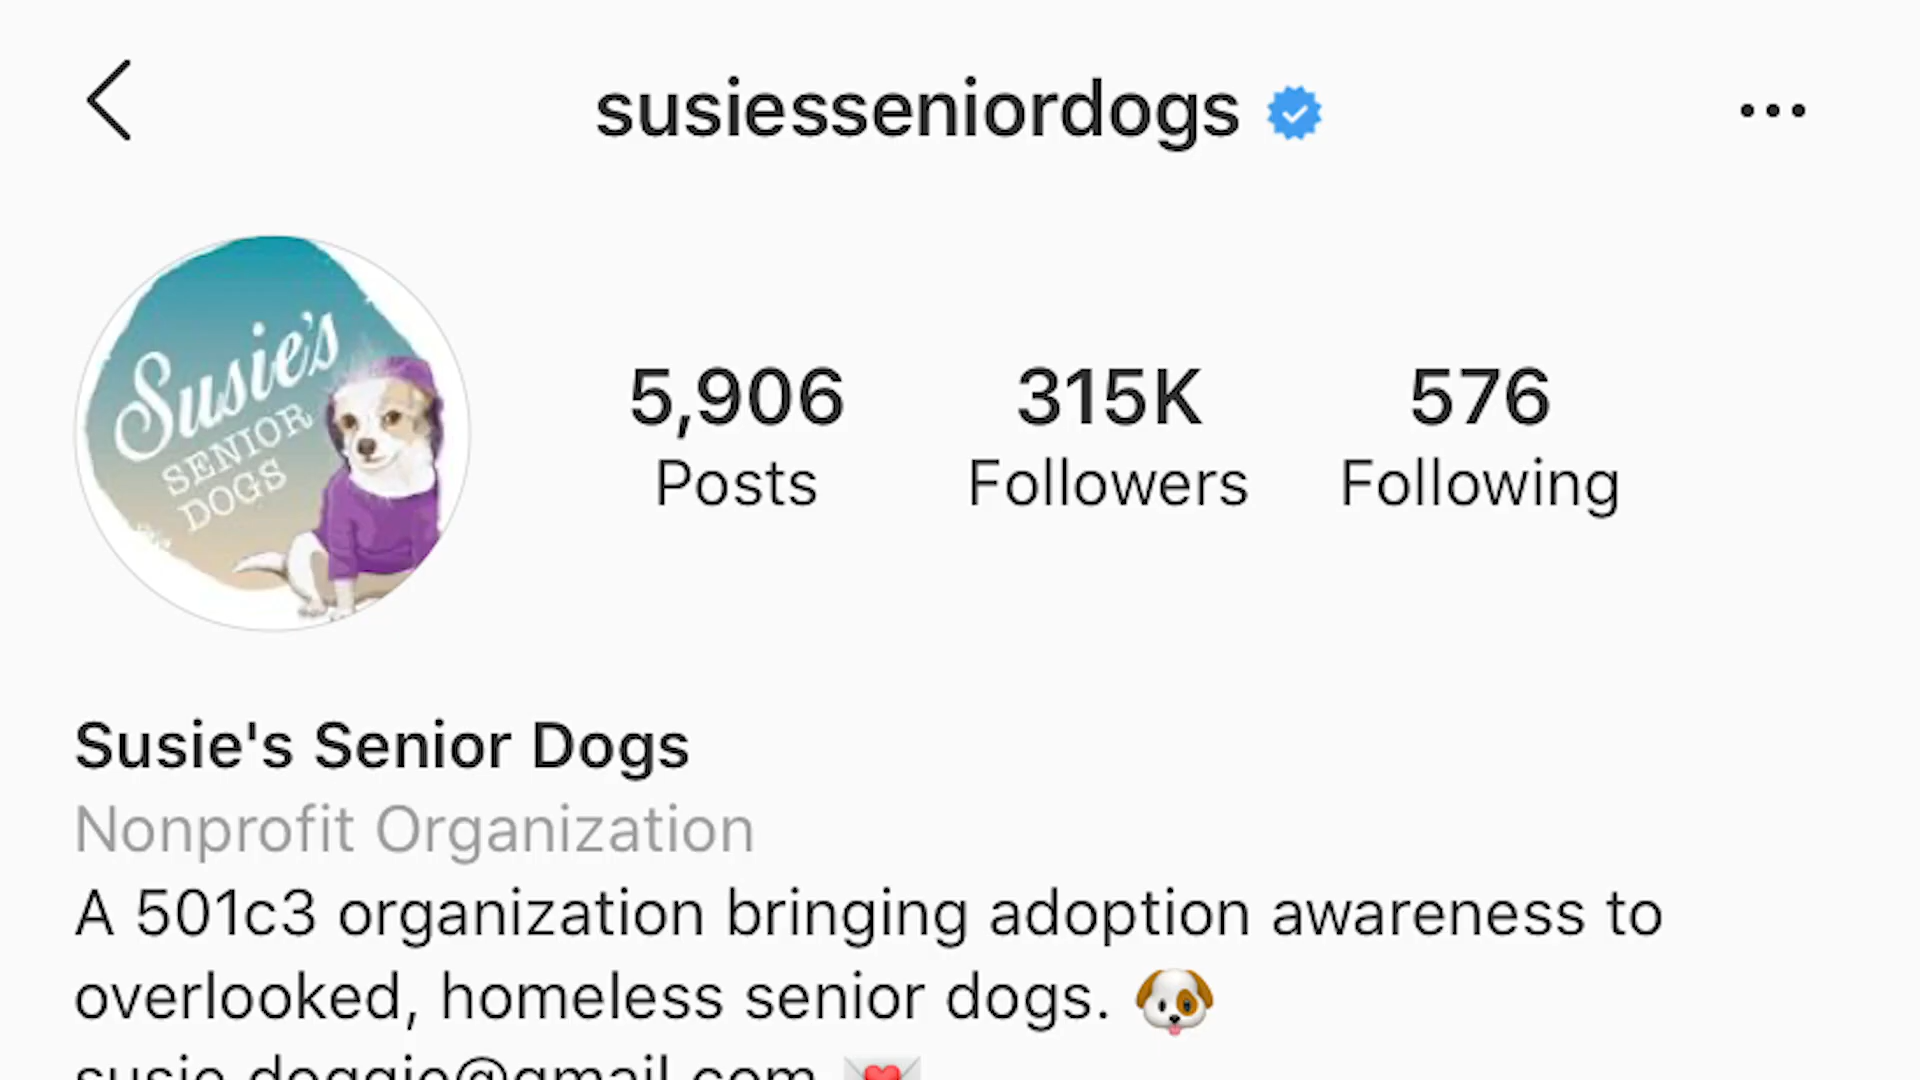 susiesseniordogs
Susie's
SENIOR
DOGS
5,906 315K 576
Posts Followers Following
Susie's Senior Dogs
Nonprofit Organization
A 501c3 organization bringing adoption awareness to
overlooked, homeless senior dogs. 🐶
susie.doggie@gmail.com 💌